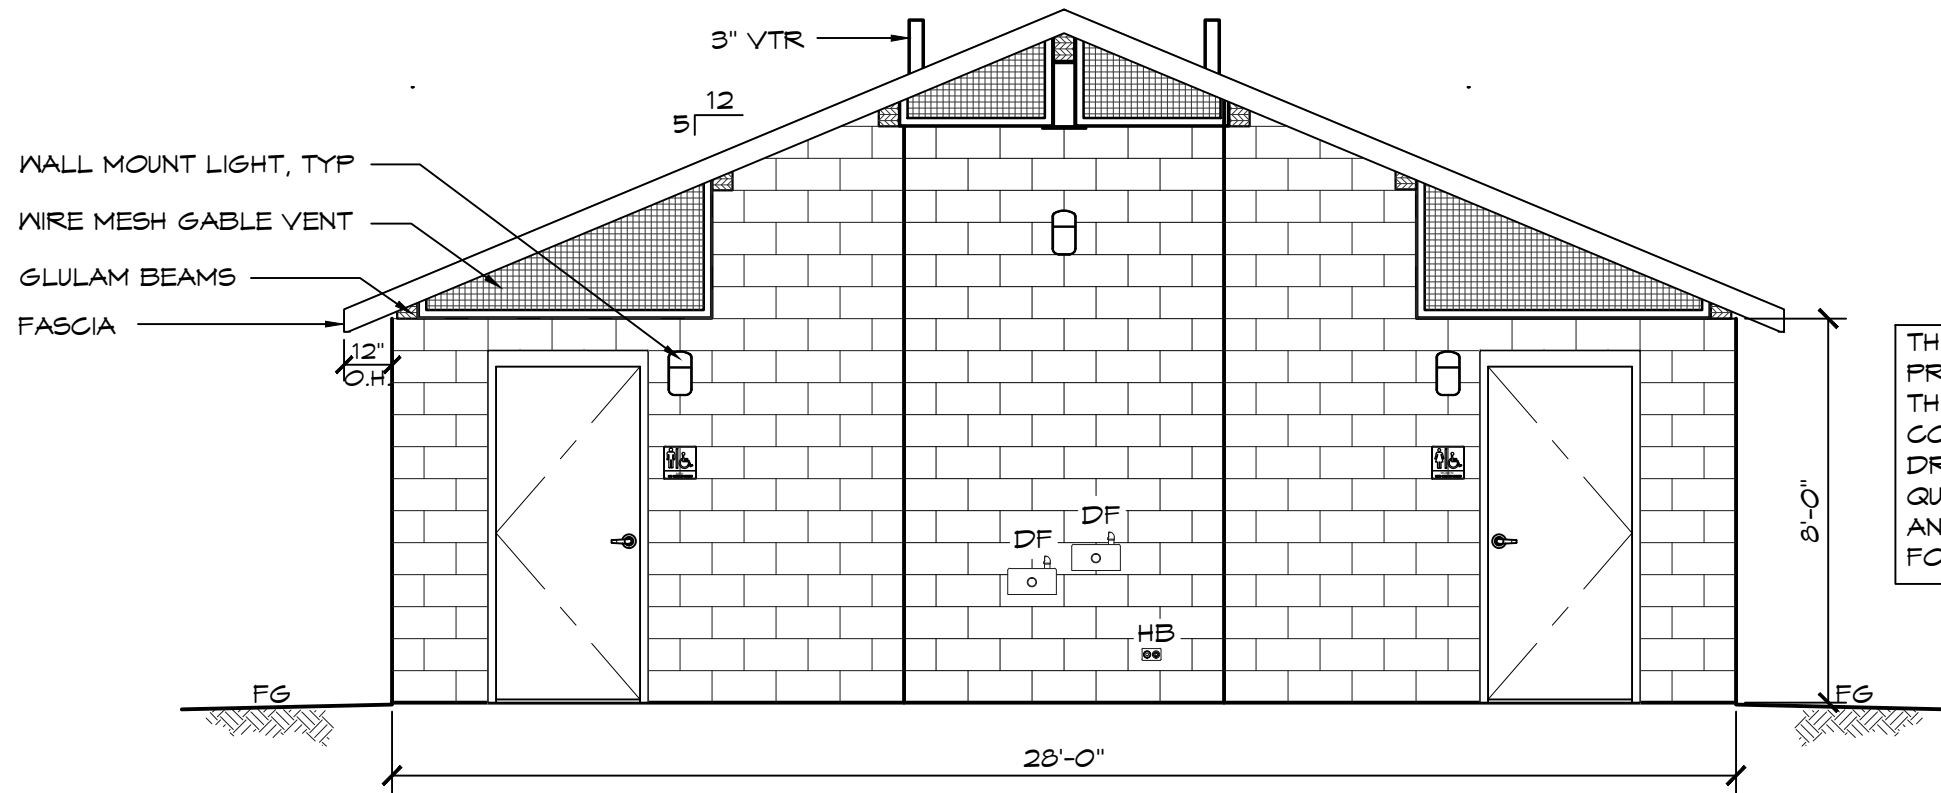 3" VTR
12
5
WALL MOUNT LIGHT, TYP
WIRE MESH GABLE VENT
GLULAM BEAMS
FASCIA
12"
O.H.
DF
DF
HB
8'-0"
FG
FG
28'-0"
TH
PR
TH
CO
DR
QU
AN
FO